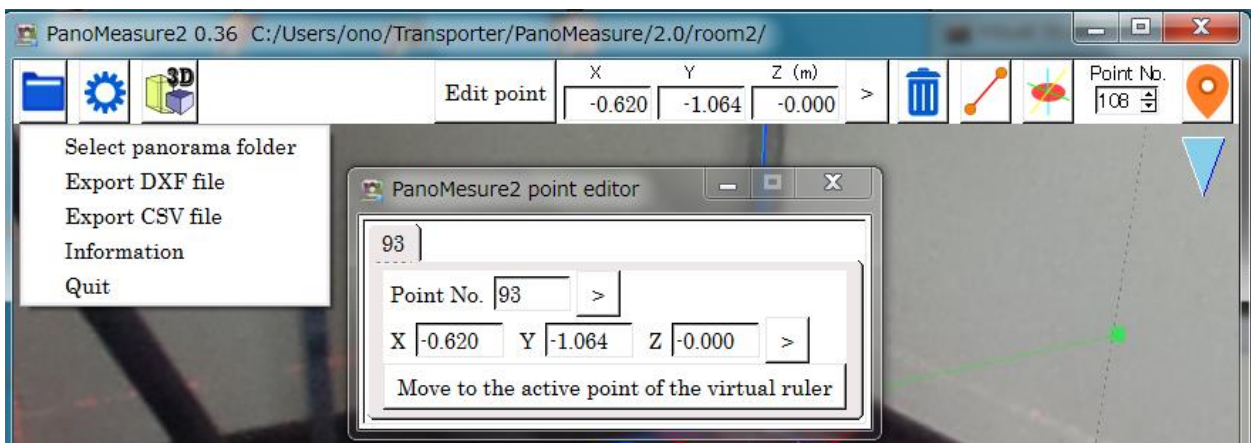 PanoMeasure2 0.36 C:/Users/ono/Transporter/PanoMeasure/2.0/room2/
3D
Edit point
X Y Z (m)
-0.620 -1.064 -0.000 >
Point No.
108
Select panorama folder
Export DXF file
Export CSV file
Information
Quit
PanoMesure2 point editor
93
Point No. 93 >
X -0.620 Y -1.064 Z -0.000 >
Move to the active point of the virtual ruler